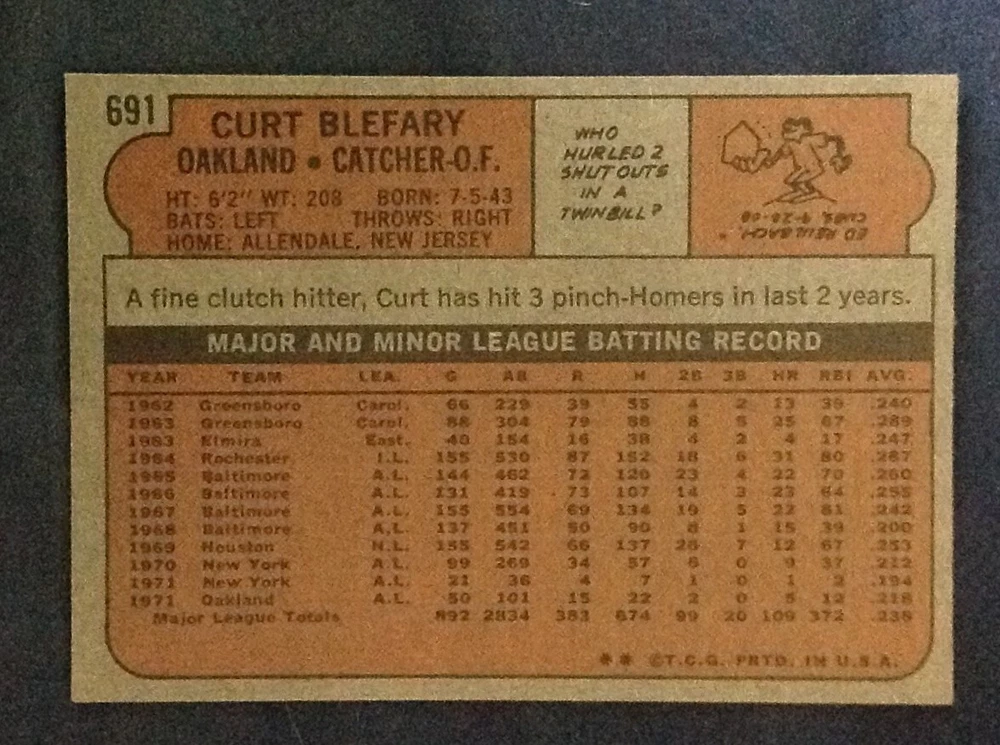 691
CURT BLEFARY
OAKLAND • CATCHER-O.F.
HT: 6'2" WT: 208 BORN: 7-5-43
BATS: LEFT THROWS: RIGHT
HOME: ALLENDALE, NEW JERSEY
WHO
HURLED 2
SHUTOUTS
IN A
TWINBILL?
ED REULBACH,
CUBS, 9-26-08
A fine clutch hitter, Curt has hit 3 pinch-Homers in last 2 years.
MAJOR AND MINOR LEAGUE BATTING RECORD
YEAR TEAM LEA. G AB R H 2B 3B HR RBI AVG.
1962 Greensboro Carol. 66 229 39 55 4 2 13 39 .240
1963 Greensboro Carol. 88 304 79 88 8 5 25 67 .289
1963 Elmira East. 40 154 16 38 4 2 4 17 .247
1964 Rochester I.L. 155 530 87 152 18 6 31 80 .287
1965 Baltimore A.L. 144 462 72 120 23 4 22 70 .260
1966 Baltimore A.L. 131 419 73 107 14 3 23 64 .255
1967 Baltimore A.L. 155 554 69 134 19 5 22 81 .242
1968 Baltimore A.L. 137 451 50 90 8 1 15 39 .200
1969 Houston N.L. 155 542 66 137 26 7 12 67 .253
1970 New York A.L. 99 269 34 57 6 0 9 37 .212
1971 New York A.L. 21 36 4 7 1 0 1 2 .194
1971 Oakland A.L. 50 101 15 22 2 0 5 12 .218
Major League Totals 892 2834 383 674 99 20 109 372 .238
** ©T.C.G. PRTD. IN U.S.A.